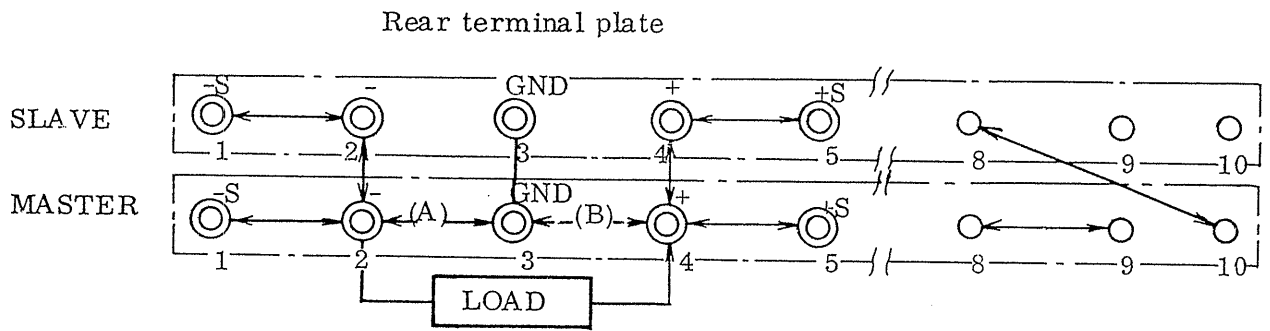 Rear terminal plate
SLAVE
-S - GND + +S
1 2 3 4 5 8 9 10
MASTER
-S - (A) GND (B) + +S
1 2 3 4 5 8 9 10
LOAD